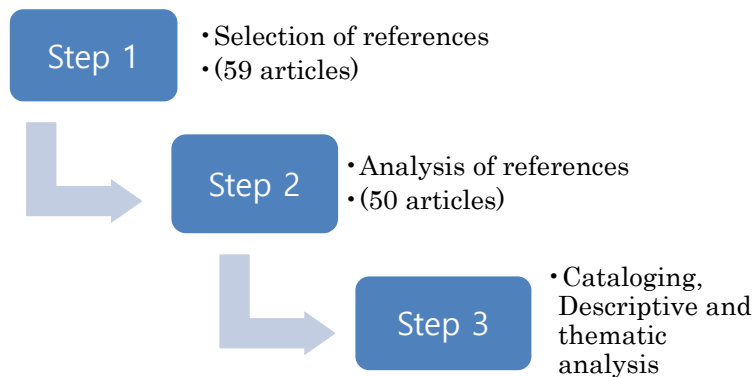 Step 1
・Selection of references
・(59 articles)
Step 2
・Analysis of references
・(50 articles)
Step 3
・Cataloging,
Descriptive and
thematic
analysis